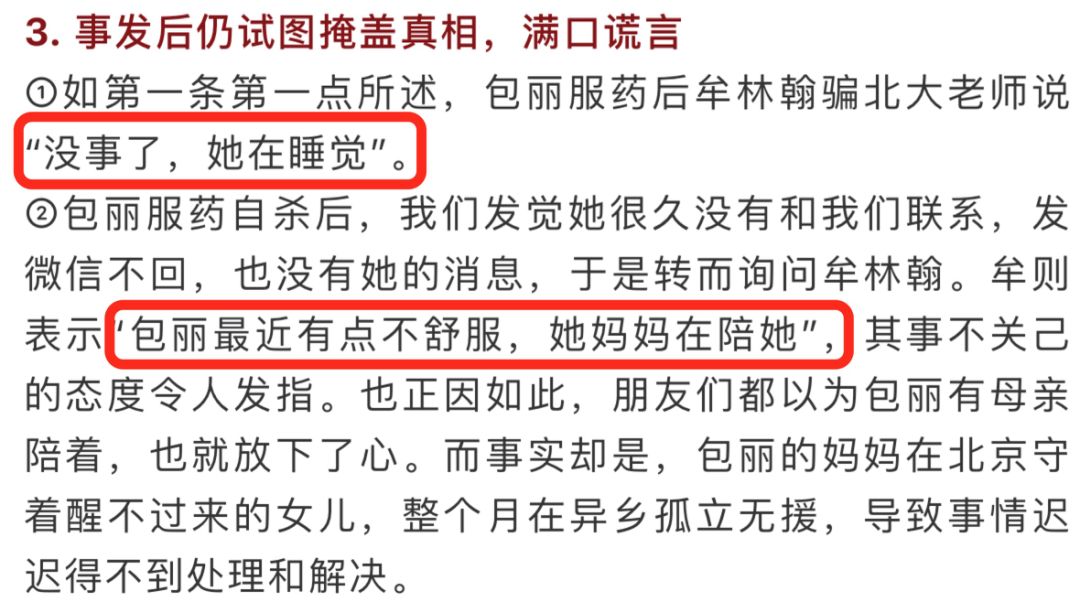 3. 事发后仍试图掩盖真相，满口谎言
①如第一条第一点所述，包丽服药后牟林翰骗北大老师说
“没事了，她在睡觉”。
②包丽服药自杀后，我们发觉她很久没有和我们联系，发
微信不回，也没有她的消息，于是转而询问牟林翰。牟则
表示“包丽最近有点不舒服，她妈妈在陪她”，其事不关己
的态度令人发指。也正因如此，朋友们都以为包丽有母亲
陪着，也就放下了心。而事实却是，包丽的妈妈在北京守
着醒不过来的女儿，整个月在异乡孤立无援，导致事情迟
迟得不到处理和解决。